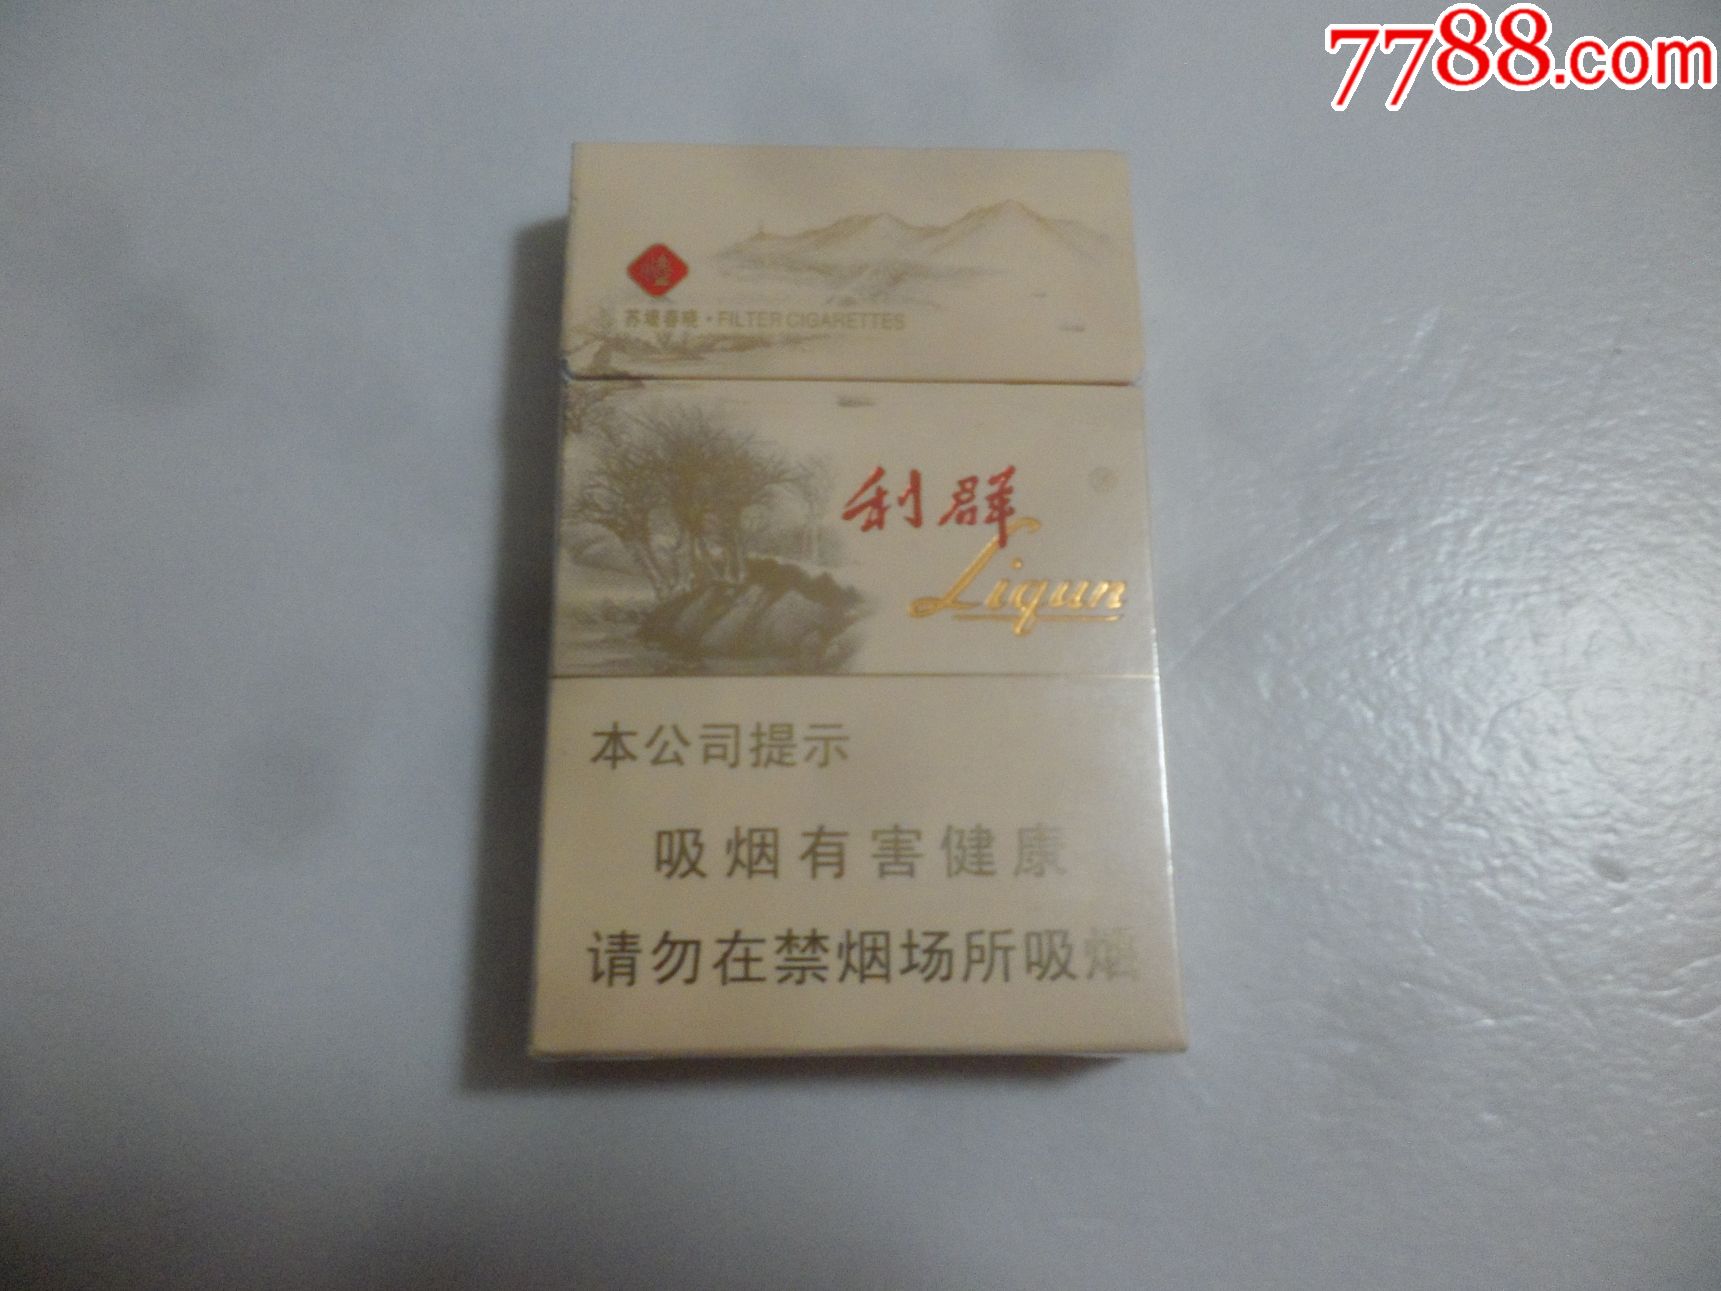 7788.com
苏堤春晓·FILTER CIGARETTES
利群
Liqun
本公司提示
吸烟有害健康
请勿在禁烟场所吸烟